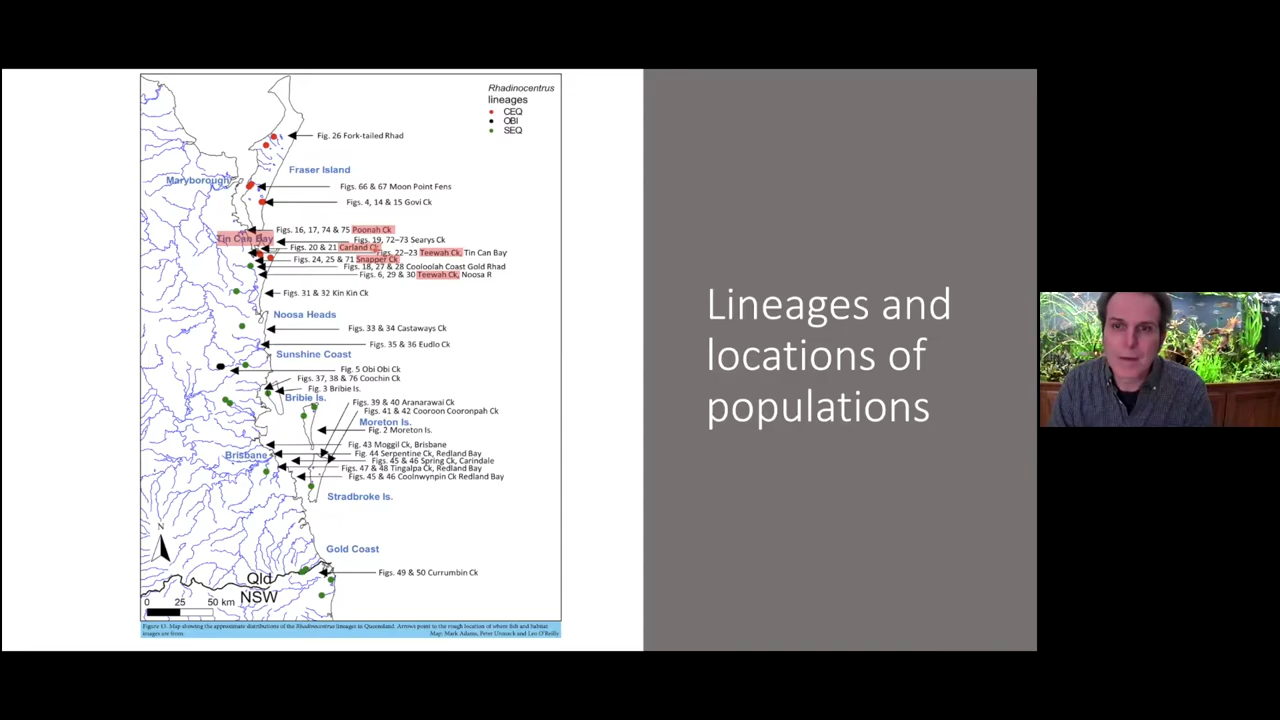 Rhadinocentrus
lineages
CEQ
OBI
SEQ
Fig. 26 Fork-tailed Rhad
Fraser Island
Maryborough
Figs. 66 & 67 Moon Point Fens
Figs. 4, 14 & 15 Govi Ck
Figs. 16, 17, 74 & 75 Poonah Ck
Tin Can Bay
Figs. 19, 72–73 Searys Ck
Figs. 20 & 21 Carland Ck
Figs. 22–23 Teewah Ck, Tin Can Bay
Figs. 24, 25 & 71 Snapper Ck
Figs. 18, 27 & 28 Cooloolah Coast Gold Rhad
Figs. 6, 29 & 30 Teewah Ck, Noosa R
Figs. 31 & 32 Kin Kin Ck
Noosa Heads
Figs. 33 & 34 Castaways Ck
Figs. 35 & 36 Eudlo Ck
Sunshine Coast
Fig. 5 Obi Obi Ck
Figs. 37, 38 & 76 Coochin Ck
Fig. 3 Bribie Is.
Bribie Is.
Figs. 39 & 40 Aranarawai Ck
Figs. 41 & 42 Cooroon Cooronpah Ck
Moreton Is.
Fig. 2 Moreton Is.
Fig. 43 Moggil Ck, Brisbane
Brisbane
Fig. 44 Serpentine Ck, Redland Bay
Figs. 45 & 46 Spring Ck, Carindale
Figs. 47 & 48 Tingalpa Ck, Redland Bay
Figs. 45 & 46 Coolnwynpin Ck Redland Bay
Stradbroke Is.
Gold Coast
Figs. 49 & 50 Currumbin Ck
N
Qld
NSW
0 25 50 km
Figure 13. Map showing the approximate distributions of the Rhadinocentrus lineages in Queensland. Arrows point to the rough location of where fish and habitat
images are from. Map: Mark Adams, Peter Unmack and Leo O'Reilly
Lineages and
locations of
populations